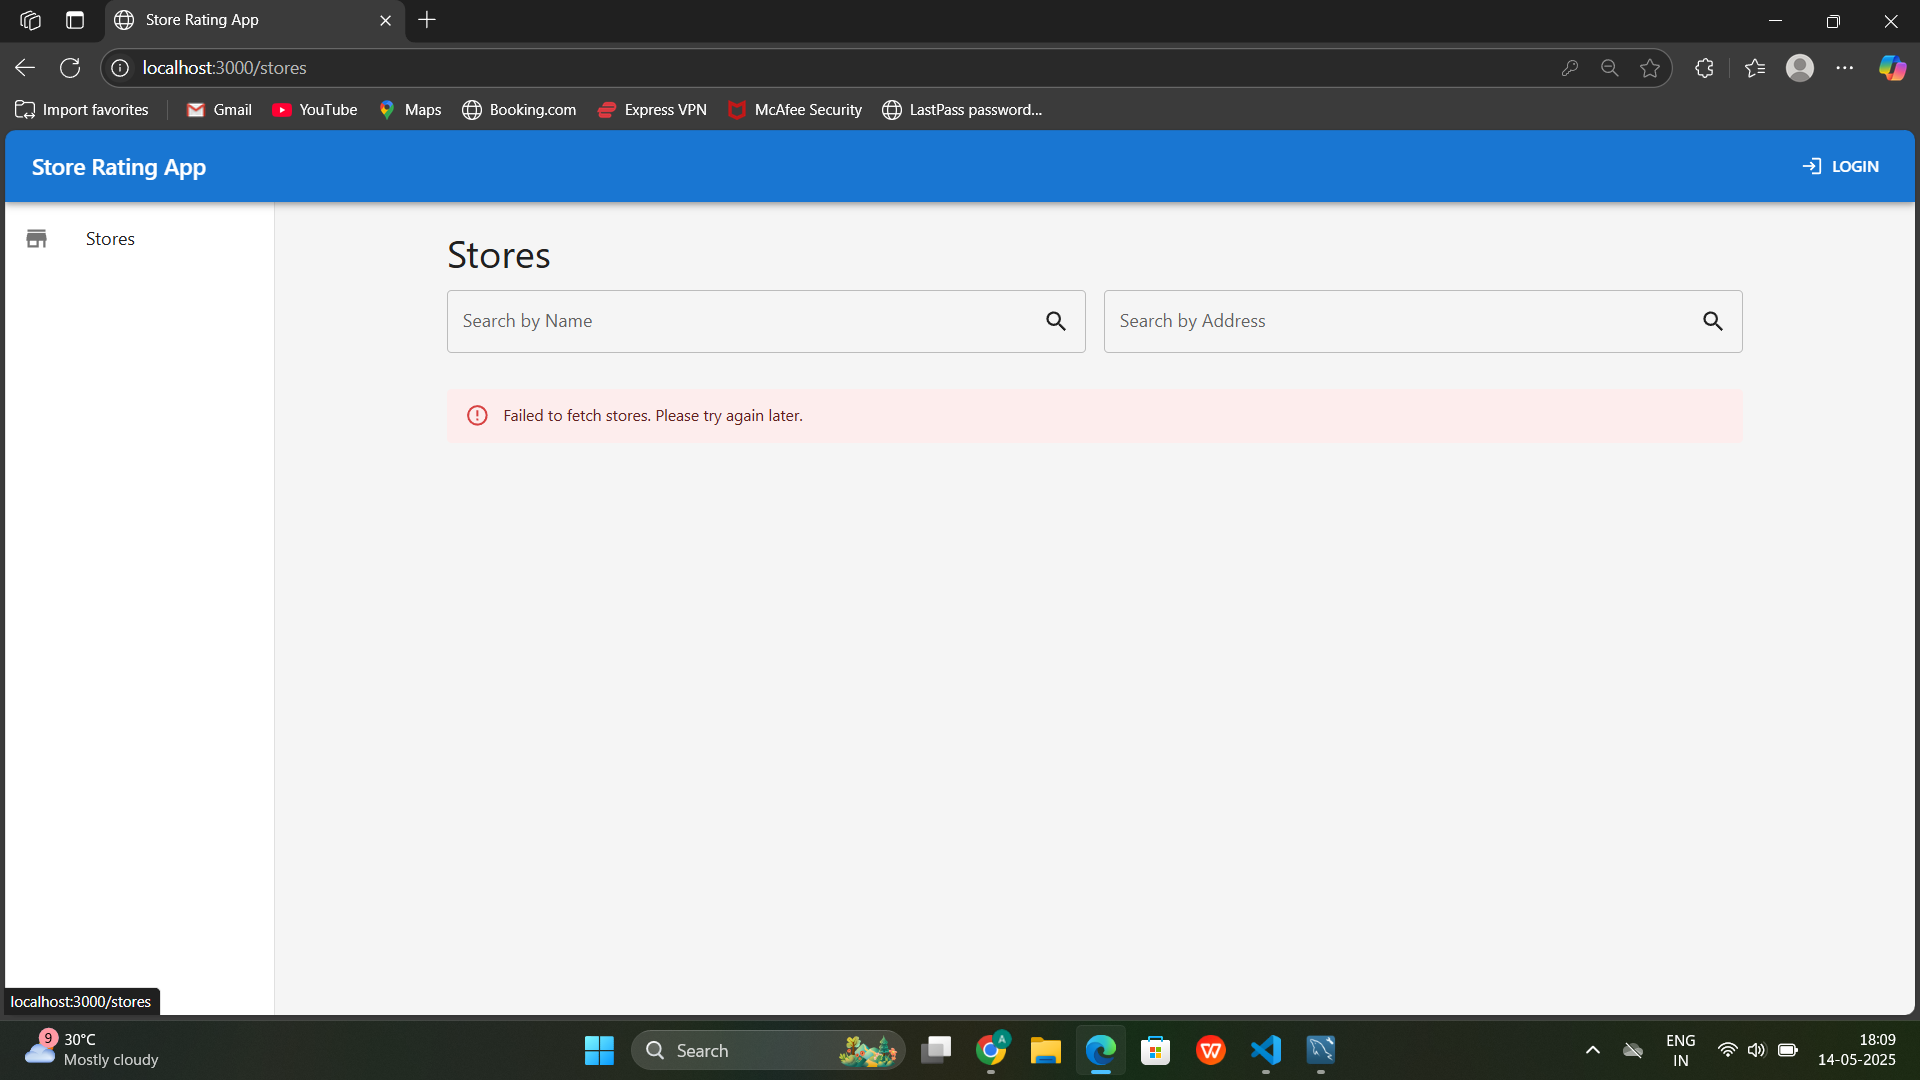 Store Rating App
localhost:3000/stores
Import favorites
Gmail
YouTube
Maps
Booking.com
Express VPN
McAfee Security
LastPass password...
Store Rating App
LOGIN
Stores
Stores
Search by Name
Search by Address
Failed to fetch stores. Please try again later.
localhost:3000/stores
9
30°C
Mostly cloudy
Search
A
W
ENG
IN
18:09
14-05-2025